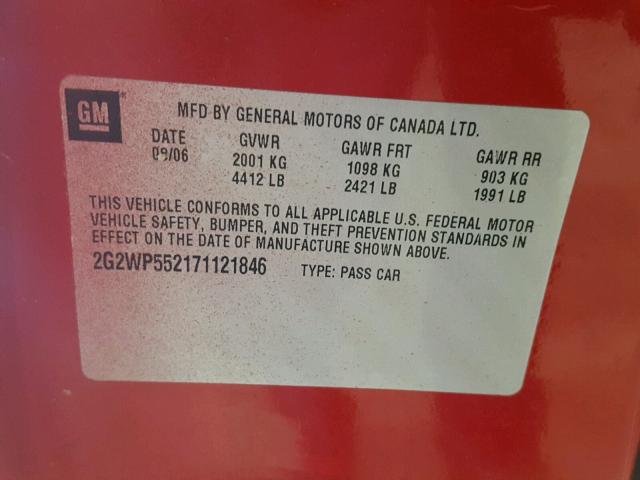 GM
MFD BY GENERAL MOTORS OF CANADA LTD.
DATE GVWR GAWR FRT GAWR RR
09/06 2001 KG 1098 KG 903 KG
4412 LB 2421 LB 1991 LB
THIS VEHICLE CONFORMS TO ALL APPLICABLE U.S. FEDERAL MOTOR
VEHICLE SAFETY, BUMPER, AND THEFT PREVENTION STANDARDS IN
EFFECT ON THE DATE OF MANUFACTURE SHOWN ABOVE.
2G2WP552171121846 TYPE: PASS CAR